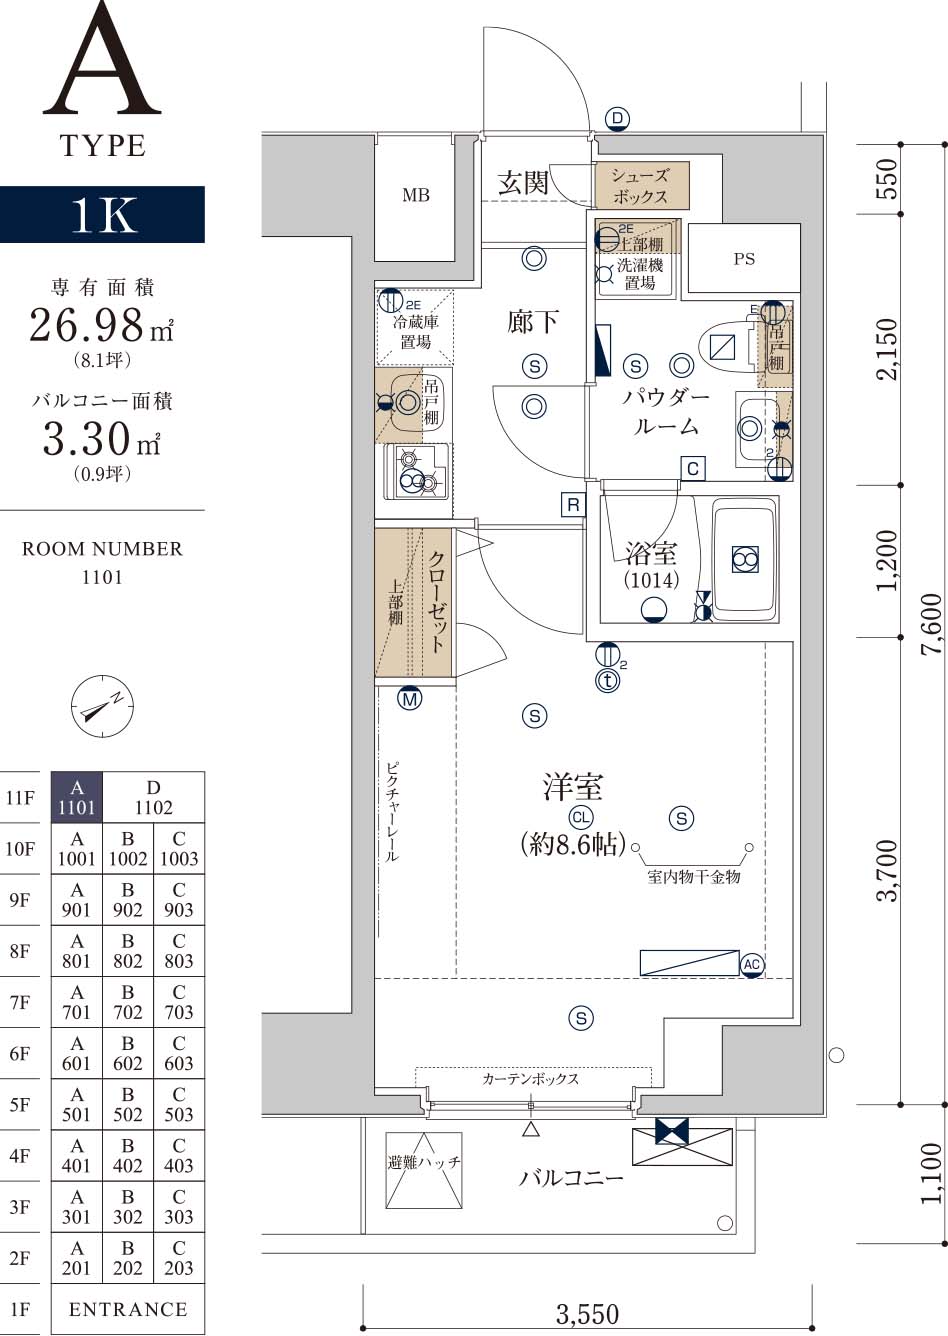 A
TYPE
1K
専有面積
26.98㎡
(8.1坪)
バルコニー面積
3.30㎡
(0.9坪)
ROOM NUMBER
1101
N
11F
A
1101
D
1102
10F
A
1001
B
1002
C
1003
9F
A
901
B
902
C
903
8F
A
801
B
802
C
803
7F
A
701
B
702
C
703
6F
A
601
B
602
C
603
5F
A
501
B
502
C
503
4F
A
401
B
402
C
403
3F
A
301
B
302
C
303
2F
A
201
B
202
C
203
1F
ENTRANCE
D
MB
玄関
シューズ
ボックス
2E
上部棚
洗濯機
置場
PS
2E
冷蔵庫
置場
廊下
E
吊戸棚
S
S
パウダー
ルーム
吊戸棚
2
C
R
クローゼット
上部棚
浴室
(1014)
2
t
M
S
ピクチャーレール
洋室
CL
S
(約8.6帖)
室内物干金物
AC
S
カーテンボックス
避難ハッチ
バルコニー
550
2,150
1,200
7,600
3,700
1,100
3,550